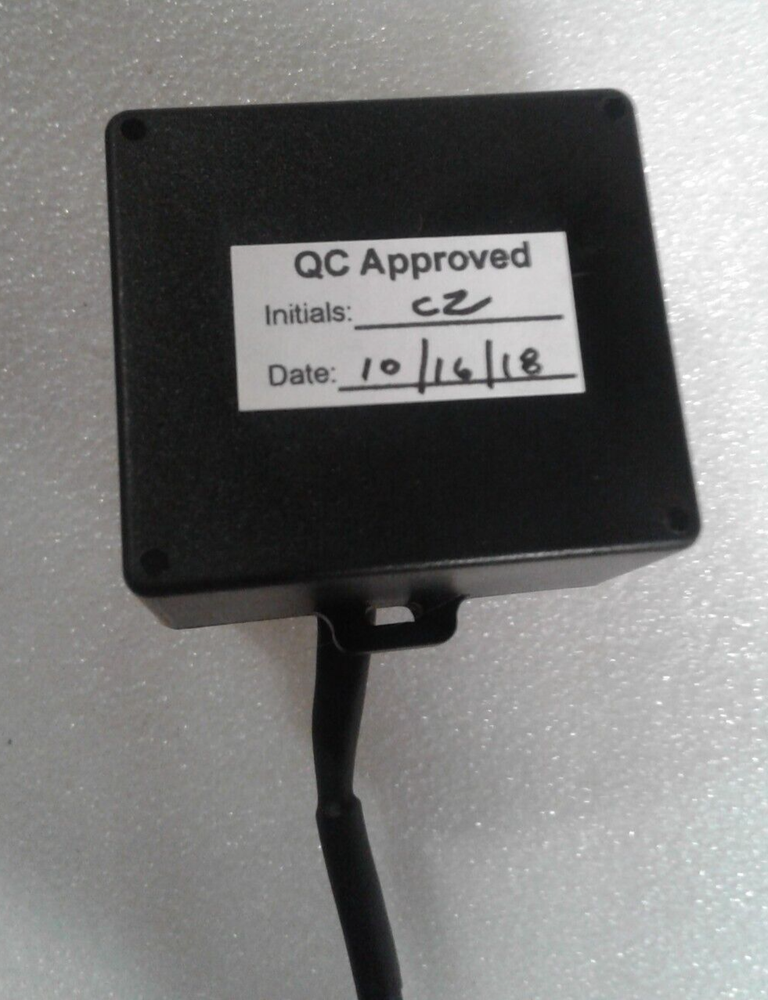 QC Approved
Initials: CZ
Date: 10/16/18